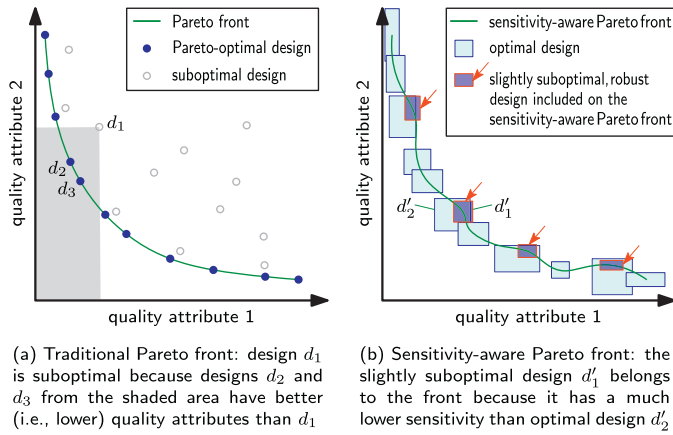 Pareto front
Pareto-optimal design
suboptimal design
d1
d2
d3
quality attribute 2
quality attribute 1
(a) Traditional Pareto front: design d1
is suboptimal because designs d2 and
d3 from the shaded area have better
(i.e., lower) quality attributes than d1
sensitivity-aware Pareto front
optimal design
slightly suboptimal, robust
design included on the
sensitivity-aware Pareto front
d′2
d′1
quality attribute 2
quality attribute 1
(b) Sensitivity-aware Pareto front: the
slightly suboptimal design d′1 belongs
to the front because it has a much
lower sensitivity than optimal design d′2